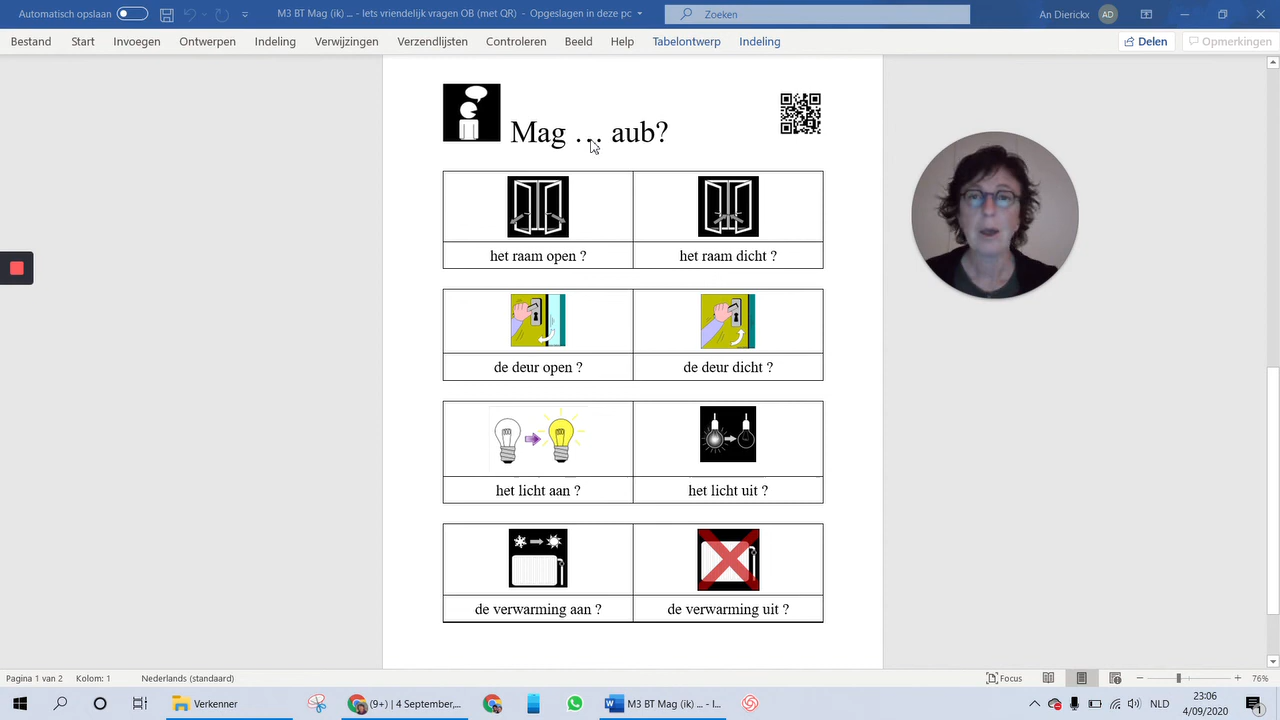 Automatisch opslaan
M3 BT Mag (ik) ... - Iets vriendelijk vragen OB (met QR) - Opgeslagen in deze pc
Zoeken
An Dierickx
AD
Bestand Start Invoegen Ontwerpen Indeling Verwijzingen Verzendlijsten Controleren Beeld Help Tabelontwerp Indeling
Delen
Opmerkingen
Mag … aub?
het raam open ? het raam dicht ?
de deur open ? de deur dicht ?
het licht aan ? het licht uit ?
de verwarming aan ? de verwarming uit ?
Pagina 1 van 2 Kolom: 1 Nederlands (standaard)
Focus
76%
Verkenner
(9+) | 4 September,...
M3 BT Mag (ik) ... - I...
NLD
23:06
4/09/2020
1